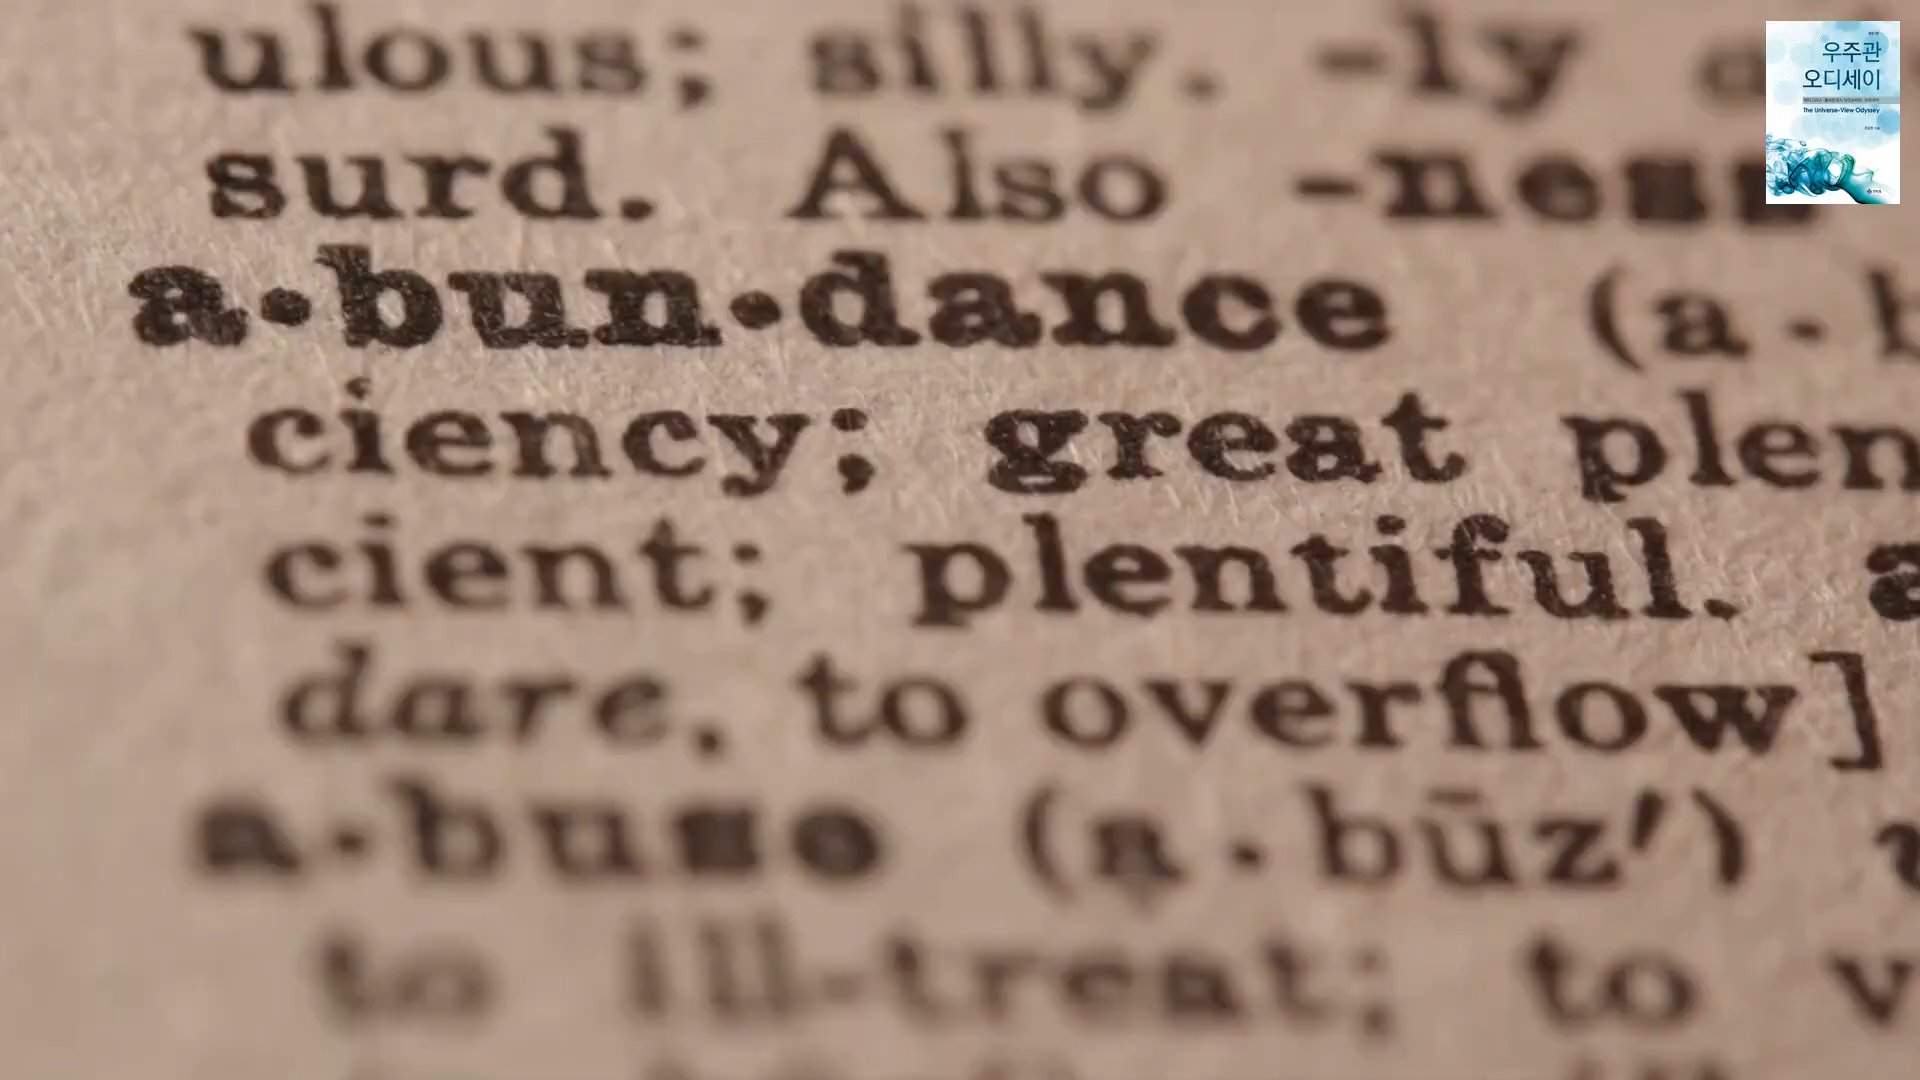 ulous; silly. -ly
surd. Also -ness
a·bun·dance (a·b
ciency; great plen
cient; plentiful. a
dare, to overflow]
a·buse (a·būz′) v
to ill-treat; to v
우주관
오디세이
The Universe-View Odyssey